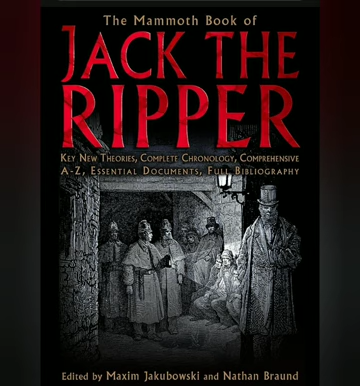 The Mammoth Book of
JACK THE
RIPPER
KEY NEW THEORIES, COMPLETE CHRONOLOGY, COMPREHENSIVE
A-Z, ESSENTIAL DOCUMENTS, FULL BIBLIOGRAPHY
Edited by Maxim Jakubowski and Nathan Braund